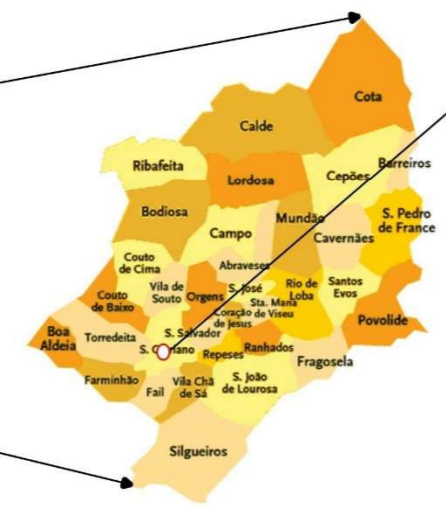 Cota
Calde
Barreiros
Ribafeita
Cepões
Lordosa
Bodiosa
Mundão
S. Pedro
de France
Campo
Cavernães
Couto
de Cima
Abraveses
Vila de
Souto
Orgens
S. José
Rio de
Loba
Santos
Evos
Couto
de Baixo
Sta. Maria
de Viseu
Coração
de Jesus
Povolide
Boa
Aldeia
Torredeita
S. Salvador
Repeses
Ranhados
Fragosela
Farminhão
Fail
Vila Chã
de Sá
S. João
de Lourosa
Silgueiros